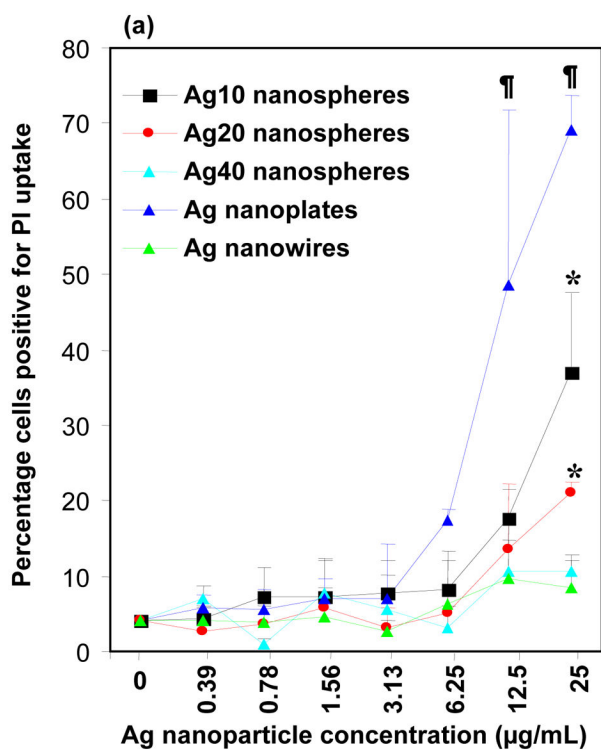 (a)
80
70
60
50
40
30
20
10
0
Percentage cells positive for PI uptake
Ag10 nanospheres
Ag20 nanospheres
Ag40 nanospheres
Ag nanoplates
Ag nanowires
¶ ¶
*
*
0 0.39 0.78 1.56 3.13 6.25 12.5 25
Ag nanoparticle concentration (µg/mL)